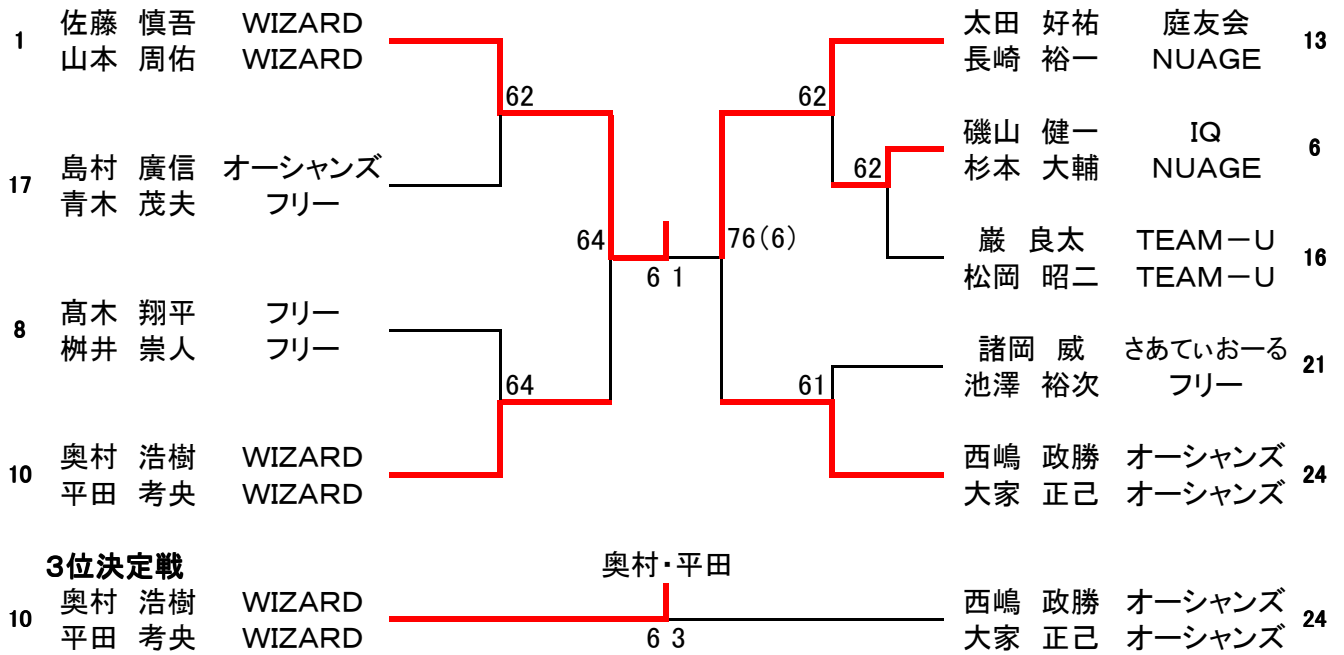 1 佐藤 慎吾 WIZARD
山本 周佑 WIZARD
62
17 島村 廣信 オーシャンズ
青木 茂夫 フリー
64
8 髙木 翔平 フリー
桝井 崇人 フリー
64
10 奥村 浩樹 WIZARD
平田 考央 WIZARD
6 1
太田 好祐 庭友会 13
長崎 裕一 NUAGE
62
磯山 健一 IQ 6
杉本 大輔 NUAGE
62
巌 良太 TEAM－U 16
松岡 昭二 TEAM－U
76(6)
諸岡 威 さあてぃおーる 21
池澤 裕次 フリー
61
西嶋 政勝 オーシャンズ 24
大家 正己 オーシャンズ
3位決定戦
奥村・平田
10 奥村 浩樹 WIZARD
平田 考央 WIZARD
6 3
西嶋 政勝 オーシャンズ 24
大家 正己 オーシャンズ